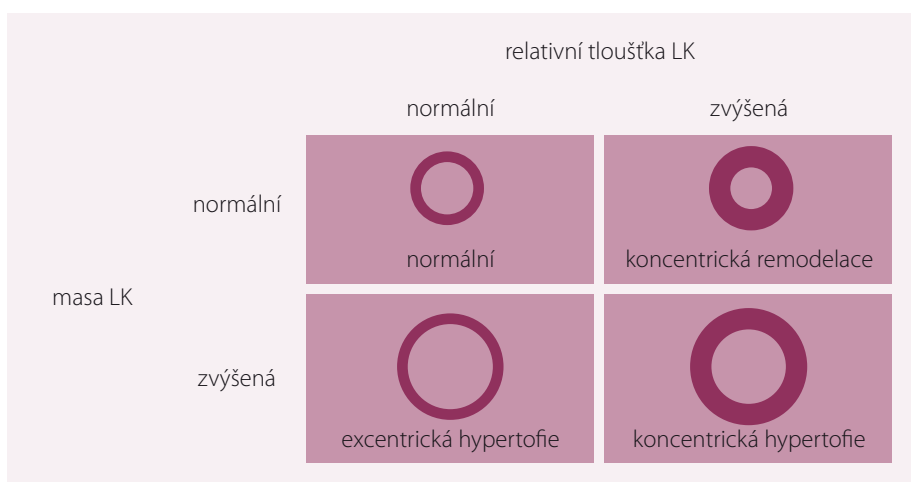 relativní tloušťka LK
normální zvýšená
normální
normální koncentrická remodelace
masa LK
zvýšená
excentrická hypertofie koncentrická hypertofie